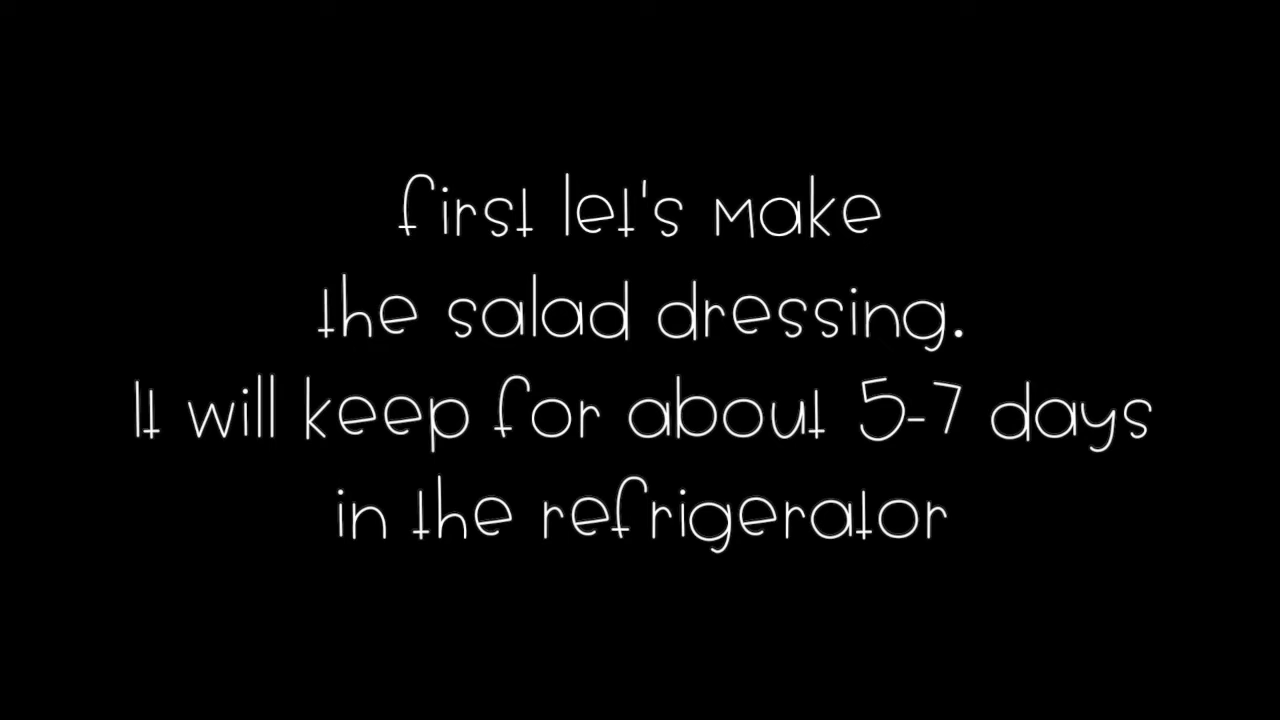 first let's make
the salad dressing.
It will keep for about 5-7 days
in the refrigerator